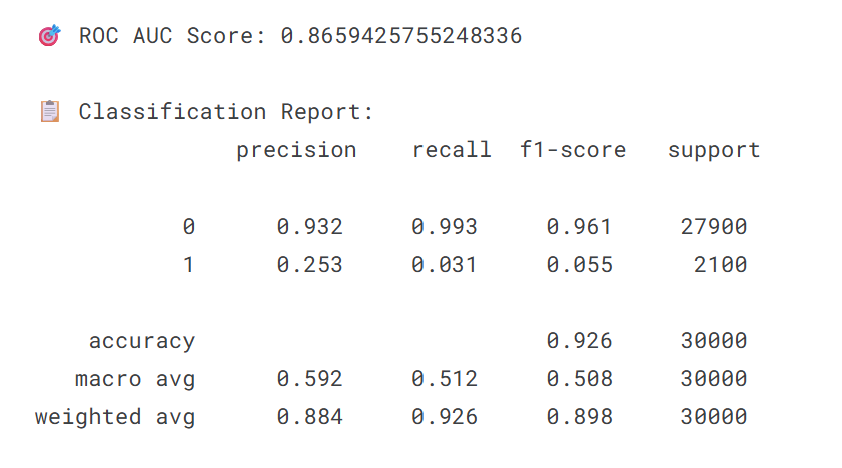 🎯 ROC AUC Score: 0.8659425755248336
📋 Classification Report:
precision recall f1-score support
0 0.932 0.993 0.961 27900
1 0.253 0.031 0.055 2100
accuracy 0.926 30000
macro avg 0.592 0.512 0.508 30000
weighted avg 0.884 0.926 0.898 30000